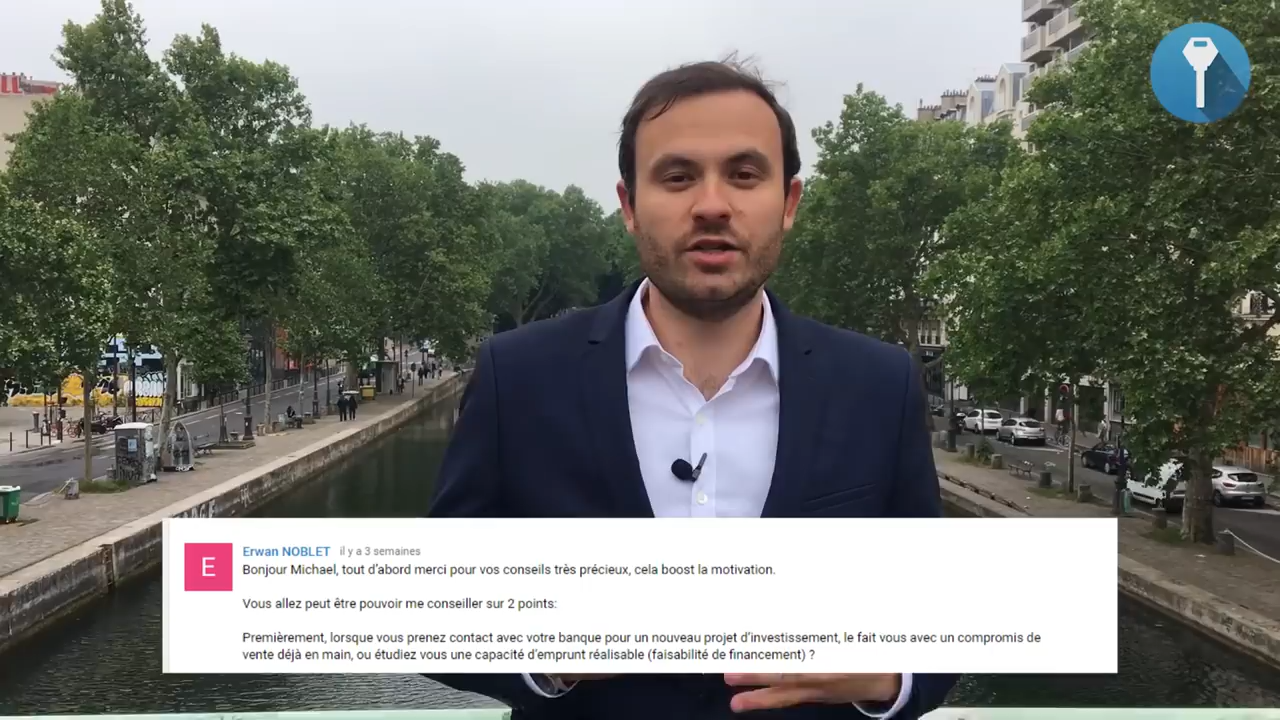 E
Erwan NOBLET il y a 3 semaines
Bonjour Michael, tout d'abord merci pour vos conseils très précieux, cela boost la motivation.
Vous allez peut être pouvoir me conseiller sur 2 points:
Premièrement, lorsque vous prenez contact avec votre banque pour un nouveau projet d'investissement, le fait vous avec un compromis de
vente déjà en main, ou étudiez vous une capacité d'emprunt réalisable (faisabilité de financement) ?